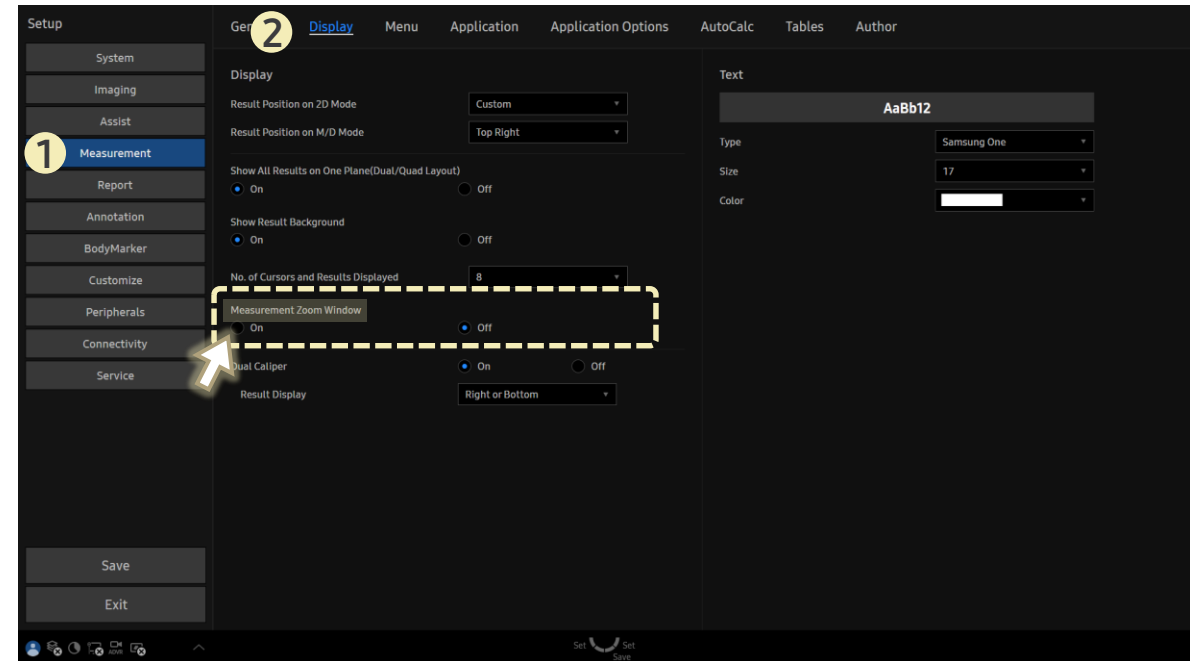 Setup
System
Imaging
Assist
1
Measurement
Report
Annotation
BodyMarker
Customize
Peripherals
Connectivity
Service
Save
Exit
2
Display Menu Application Application Options AutoCalc Tables Author
Display
Result Position on 2D Mode Custom
Result Position on M/D Mode Top Right
Show All Results on One Plane(Dual/Quad Layout)
On Off
Show Result Background
On Off
No. of Cursors and Results Displayed 8
Measurement Zoom Window
On Off
Dual Caliper On Off
Result Display Right or Bottom
Text
AaBb12
Type Samsung One
Size 17
Color
ADVR
Set Set
Save